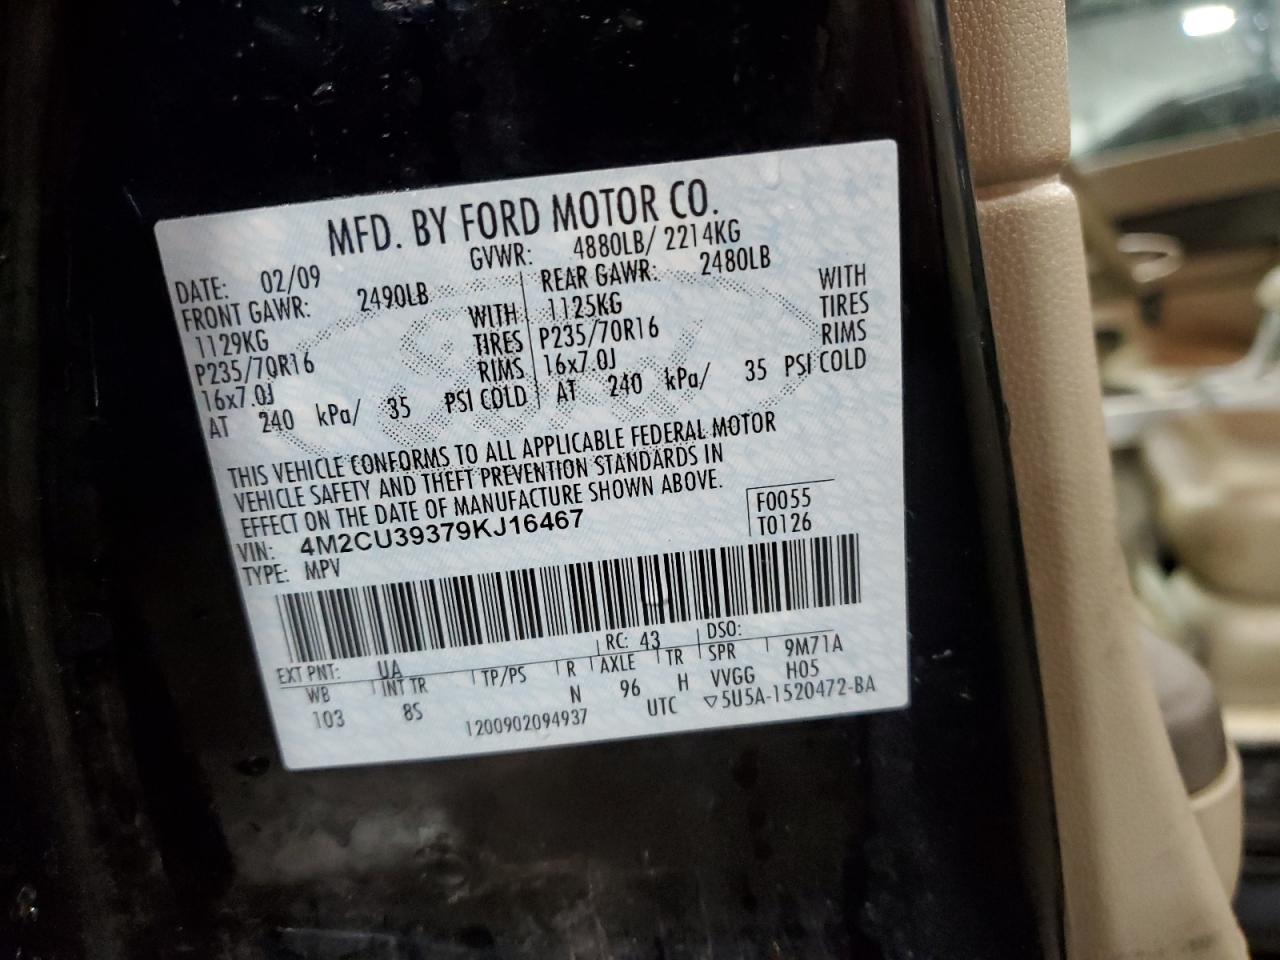 MFD. BY FORD MOTOR CO.
DATE: 02/09 GVWR: 4880LB/ 2214KG
FRONT GAWR: 2490LB REAR GAWR: 2480LB
1129KG WITH 1125KG WITH
P235/70R16 TIRES P235/70R16 TIRES
16x7.0J RIMS 16x7.0J RIMS
AT 240 kPa/ 35 PSI COLD AT 240 kPa/ 35 PSI COLD
THIS VEHICLE CONFORMS TO ALL APPLICABLE FEDERAL MOTOR
VEHICLE SAFETY AND THEFT PREVENTION STANDARDS IN
EFFECT ON THE DATE OF MANUFACTURE SHOWN ABOVE.
VIN: 4M2CU39379KJ16467 F0055
TYPE: MPV T0126
EXT PNT: UA RC: 43 DSO:
WB INT TR TP/PS R AXLE TR SPR 9M71A
103 8S N 96 H VVGG H05
1200902094937 UTC ▽5U5A-1520472-BA